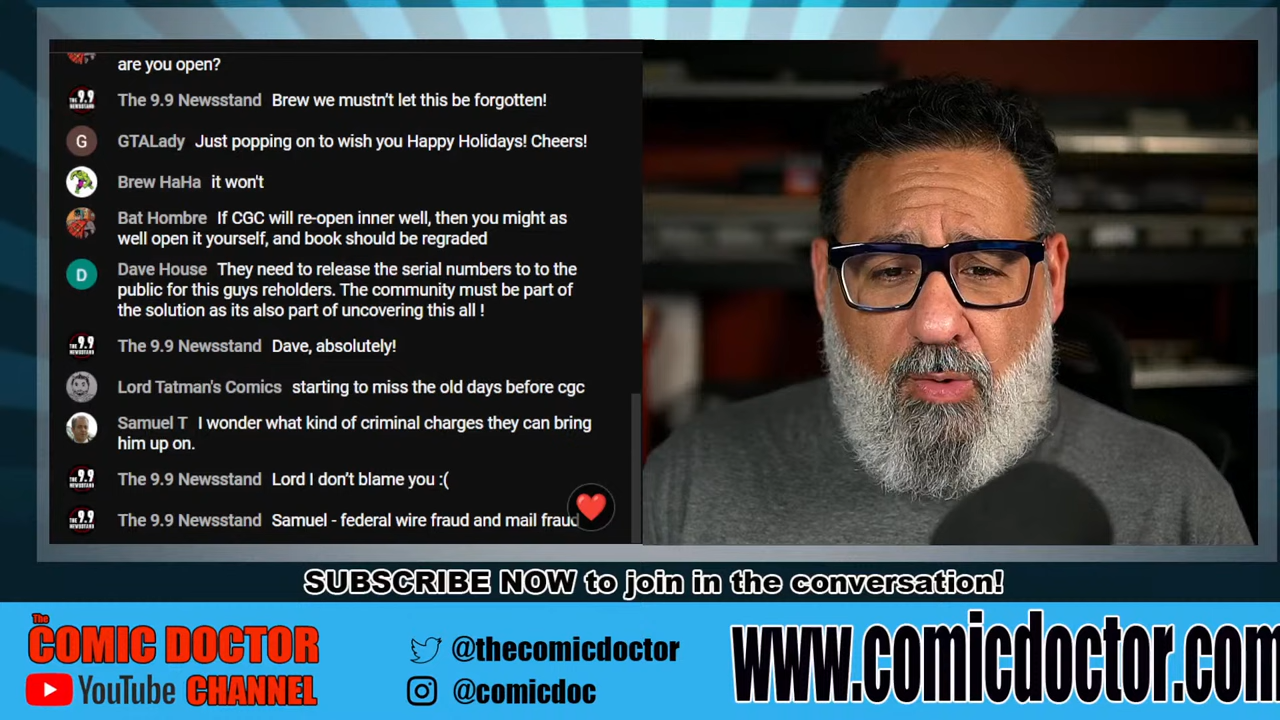 are you open?
The 9.9 Newsstand Brew we mustn't let this be forgotten!
G GTALady Just popping on to wish you Happy Holidays! Cheers!
Brew HaHa it won't
Bat Hombre If CGC will re-open inner well, then you might as
well open it yourself, and book should be regraded
D Dave House They need to release the serial numbers to to the
public for this guys reholders. The community must be part of
the solution as its also part of uncovering this all !
The 9.9 Newsstand Dave, absolutely!
Lord Tatman's Comics starting to miss the old days before cgc
Samuel T I wonder what kind of criminal charges they can bring
him up on.
The 9.9 Newsstand Lord I don't blame you :(
The 9.9 Newsstand Samuel - federal wire fraud and mail fraud
SUBSCRIBE NOW to join in the conversation!
The
COMIC DOCTOR
YouTube CHANNEL
@thecomicdoctor
@comicdoc
www.comicdoctor.com